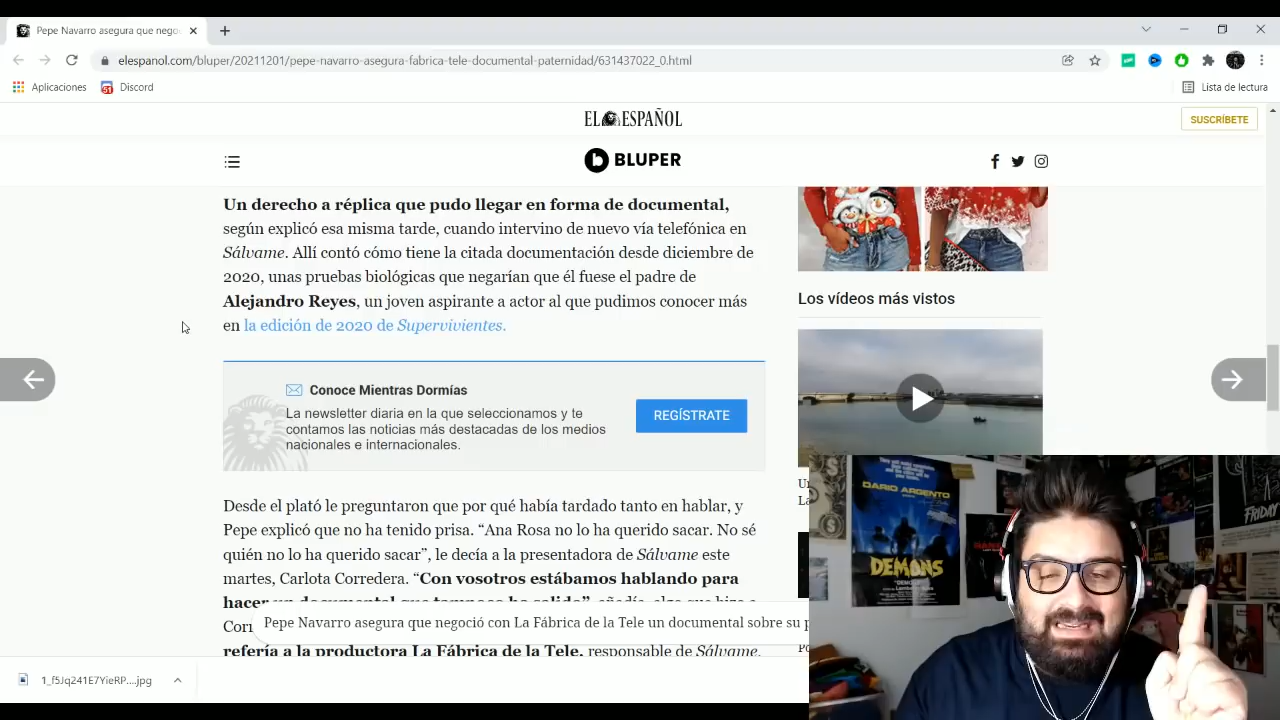 Pepe Navarro asegura que nego
elespanol.com/bluper/20211201/pepe-navarro-asegura-fabrica-tele-documental-paternidad/631437022_0.html
Aplicaciones
Discord
Lista de lectura
EL ESPAÑOL
SUSCRÍBETE
BLUPER
Un derecho a réplica que pudo llegar en forma de documental,
según explicó esa misma tarde, cuando intervino de nuevo vía telefónica en
Sálvame. Allí contó cómo tiene la citada documentación desde diciembre de
2020, unas pruebas biológicas que negarían que él fuese el padre de
Alejandro Reyes, un joven aspirante a actor al que pudimos conocer más
en la edición de 2020 de Supervivientes.
Conoce Mientras Dormías
La newsletter diaria en la que seleccionamos y te
contamos las noticias más destacadas de los medios
nacionales e internacionales.
REGÍSTRATE
Desde el plató le preguntaron que por qué había tardado tanto en hablar, y
Pepe explicó que no ha tenido prisa. “Ana Rosa no lo ha querido sacar. No sé
quién no lo ha querido sacar”, le decía a la presentadora de Sálvame este
martes, Carlota Corredera. “Con vosotros estábamos hablando para
Pepe Navarro asegura que negoció con La Fábrica de la Tele un documental sobre su p
refería a la productora La Fábrica de la Tele, responsable de Sálvame.
Los vídeos más vistos
DARIO ARGENTO
DEMONS
FRIDAY
1_f5Jq241E7YieRP....jpg